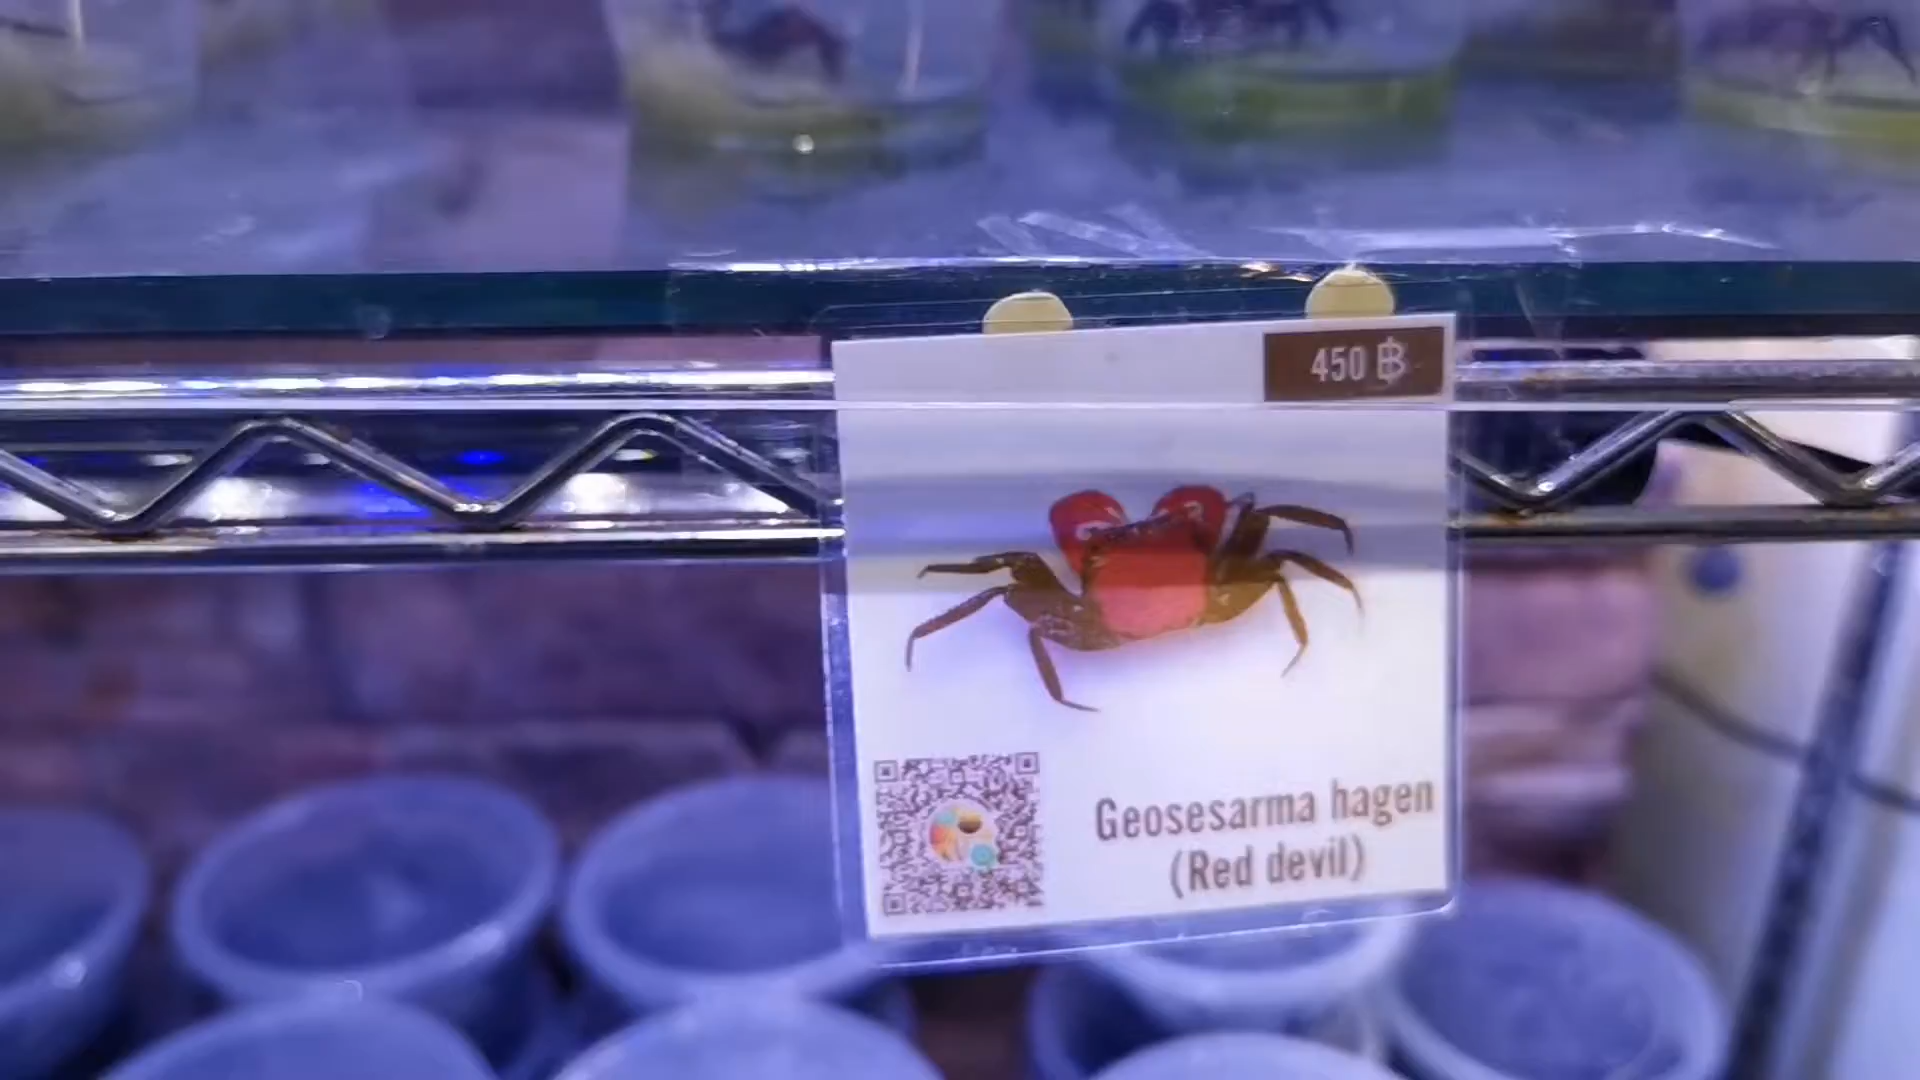 450 ฿
Geosesarma hagen
(Red devil)